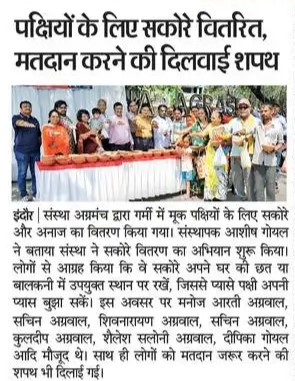 पक्षियों के लिए सकोरे वितरित,
मतदान करने की दिलवाई शपथ
इंदौर | संस्था अग्रमंच द्वारा गर्मी में मूक पक्षियों के लिए सकोरे
और अनाज का वितरण किया गया। संस्थापक आशीष गोयल
ने बताया संस्था ने सकोरे वितरण का अभियान शुरू किया।
लोगों से आग्रह किया कि वे सकोरे अपने घर की छत या
बालकनी में उपयुक्त स्थान पर रखें, जिससे प्यासे पक्षी अपनी
प्यास बुझा सकें। इस अवसर पर मनोज आरती अग्रवाल,
सचिन अग्रवाल, शिवनारायण अग्रवाल, सचिन अग्रवाल,
कुलदीप अग्रवाल, शैलेश सलोनी अग्रवाल, दीपिका गोयल
आदि मौजूद थे। साथ ही लोगों को मतदान जरूर करने की
शपथ भी दिलाई गई।